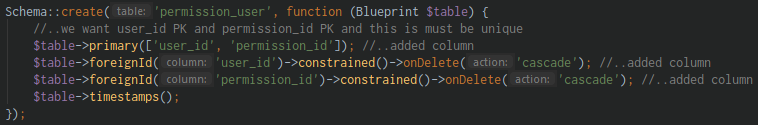 Schema::create( table: 'permission_user', function (Blueprint $table) {
//..we want user_id PK and permission_id PK and this is must be unique
$table->primary(['user_id', 'permission_id']); //..added column
$table->foreignId( column: 'user_id')->constrained()->onDelete( action: 'cascade'); //..added column
$table->foreignId( column: 'permission_id')->constrained()->onDelete( action: 'cascade'); //..added column
$table->timestamps();
});